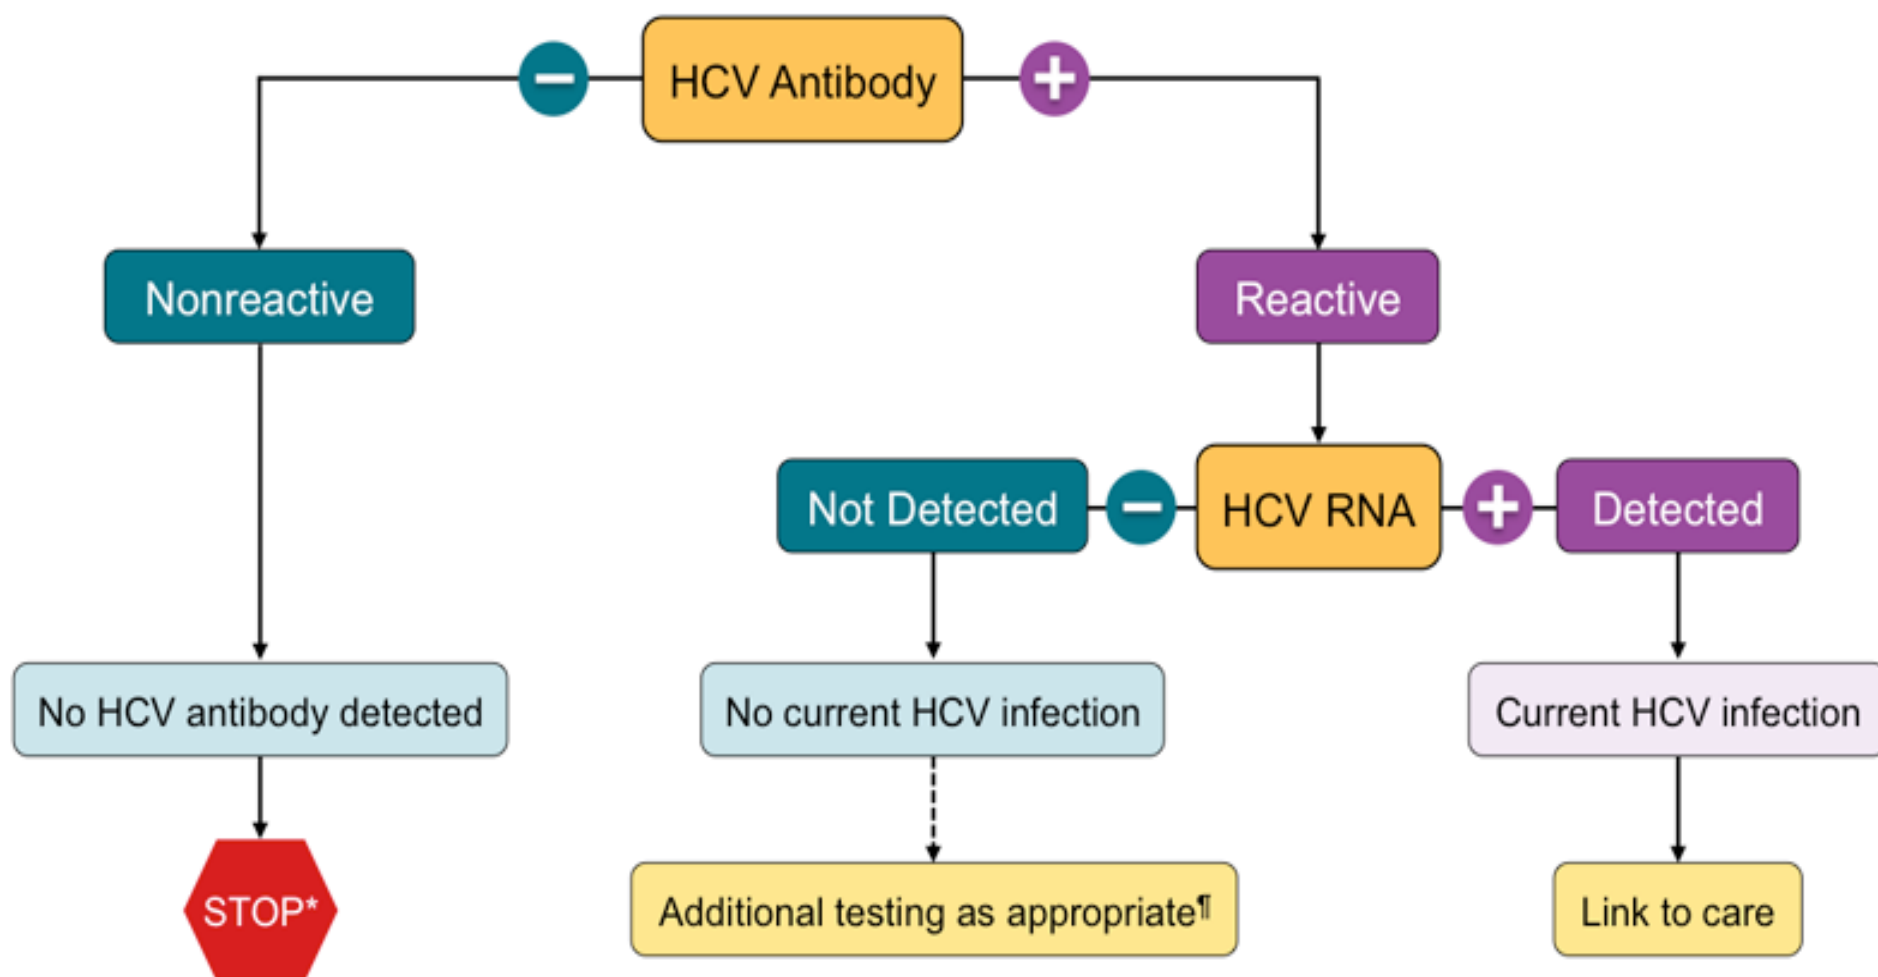 HCV Antibody
Nonreactive
Reactive
Not Detected
HCV RNA
Detected
No HCV antibody detected
No current HCV infection
Current HCV infection
STOP*
Additional testing as appropriate¶
Link to care